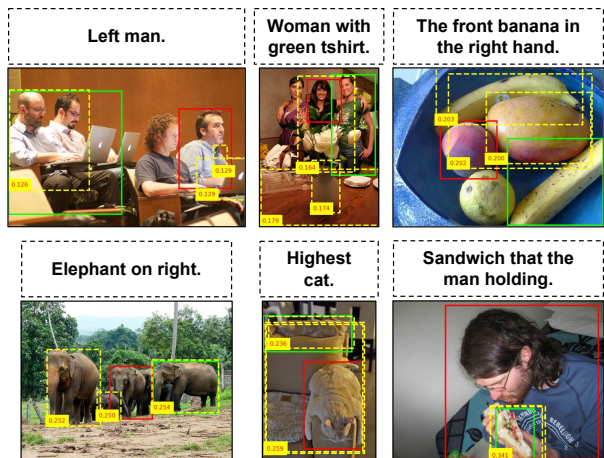 Left man.
Woman with
green tshirt.
The front banana in
the right hand.
0.126
0.129
0.129
0.164
0.174
0.179
0.203
0.202
0.200
Elephant on right.
Highest
cat.
Sandwich that the
man holding.
0.252
0.250
0.254
0.236
0.259
0.341